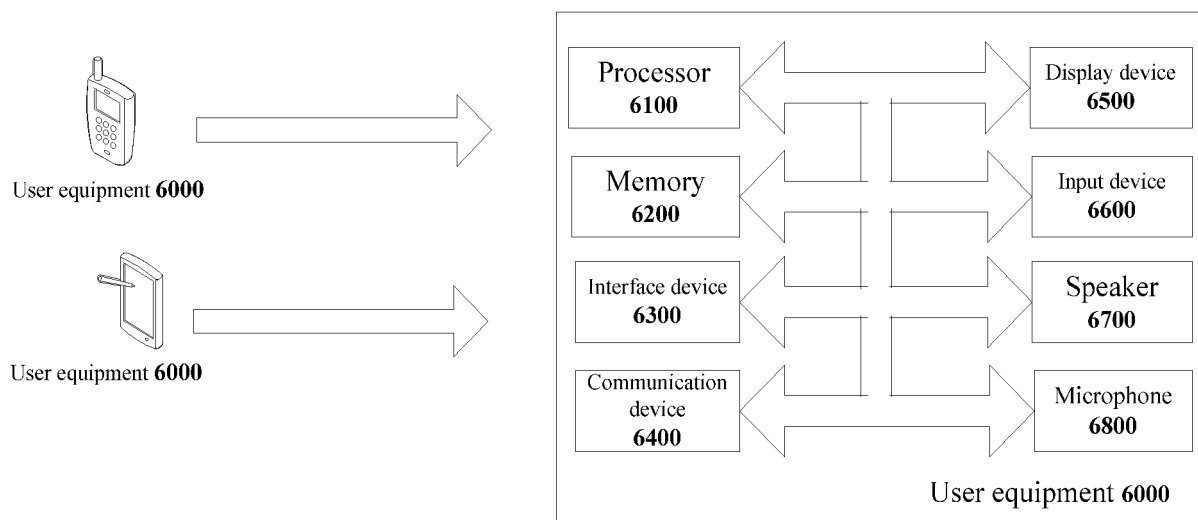 User equipment 6000
User equipment 6000
Processor
6100
Display device
6500
Memory
6200
Input device
6600
Interface device
6300
Speaker
6700
Communication
device
6400
Microphone
6800
User equipment 6000